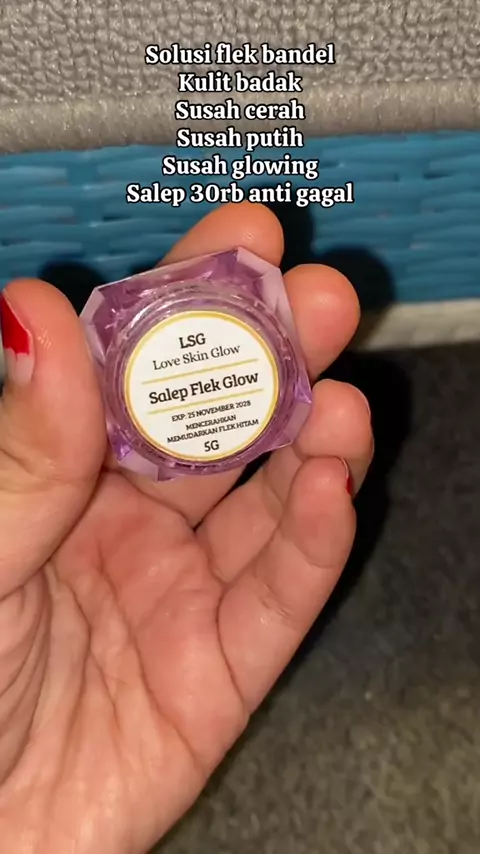 Solusi flek bandel
Kulit badak
Susah cerah
Susah putih
Susah glowing
Salep 30rb anti gagal
LSG
Love Skin Glow
Salep Flek Glow
EXP: 25 NOVEMBER 2028
MENCERAHKAN
MEMUDARKAN FLEK HITAM
5G